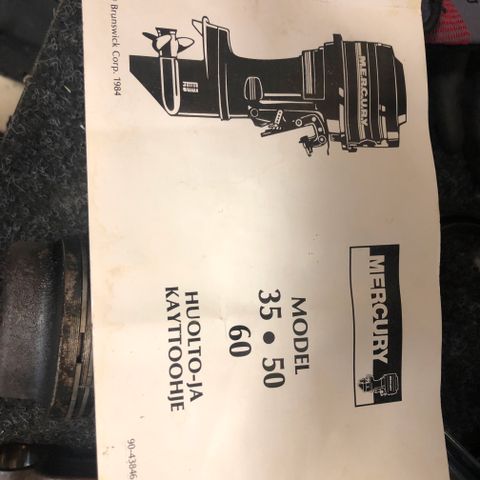 MERCURY
MERCURY
MODEL
35 • 50
60
HUOLTO-JA
KAYTTOOHJE
Brunswick Corp. 1984
90-43846